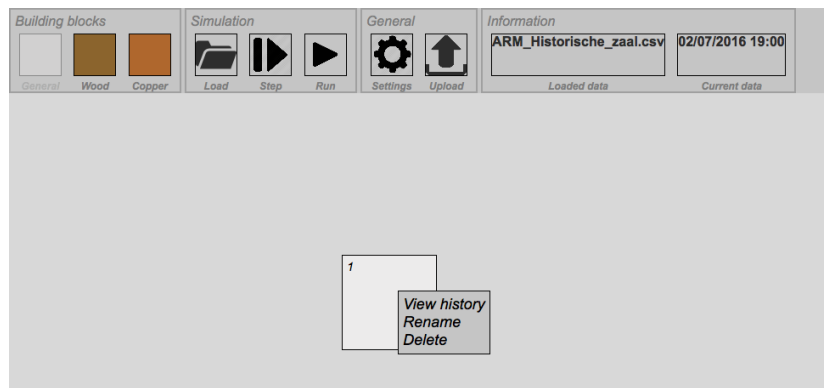 Building blocks
General
Wood
Copper
Simulation
Load
Step
Run
General
Settings
Upload
Information
ARM_Historische_zaal.csv
Loaded data
02/07/2016 19:00
Current data
1
View history
Rename
Delete